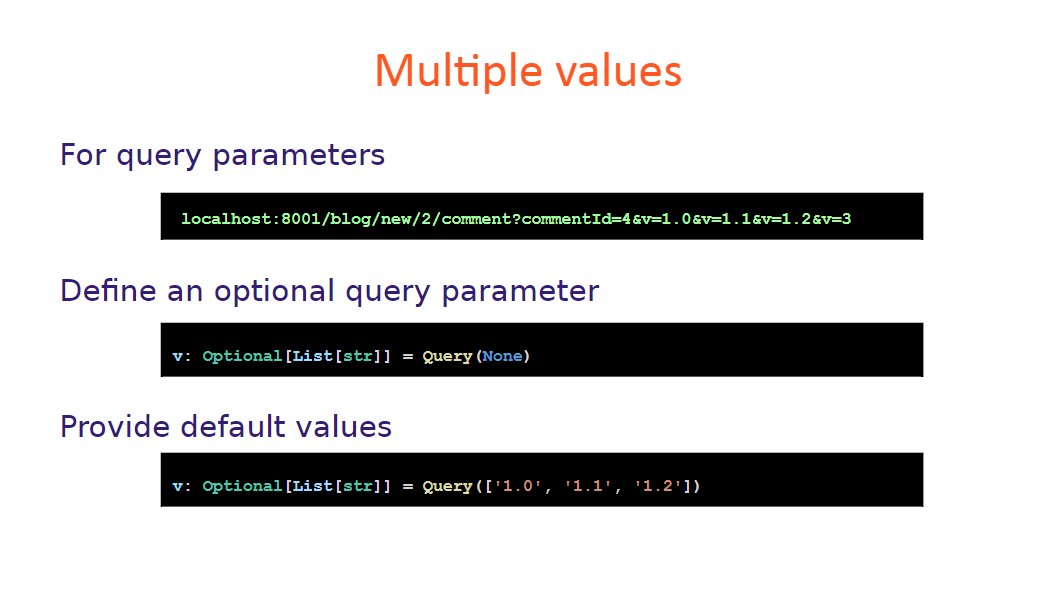 Multiple values
For query parameters
localhost:8001/blog/new/2/comment?commentId=4&v=1.0&v=1.1&v=1.2&v=3
Define an optional query parameter
v: Optional[List[str]] = Query(None)
Provide default values
v: Optional[List[str]] = Query(['1.0', '1.1', '1.2'])